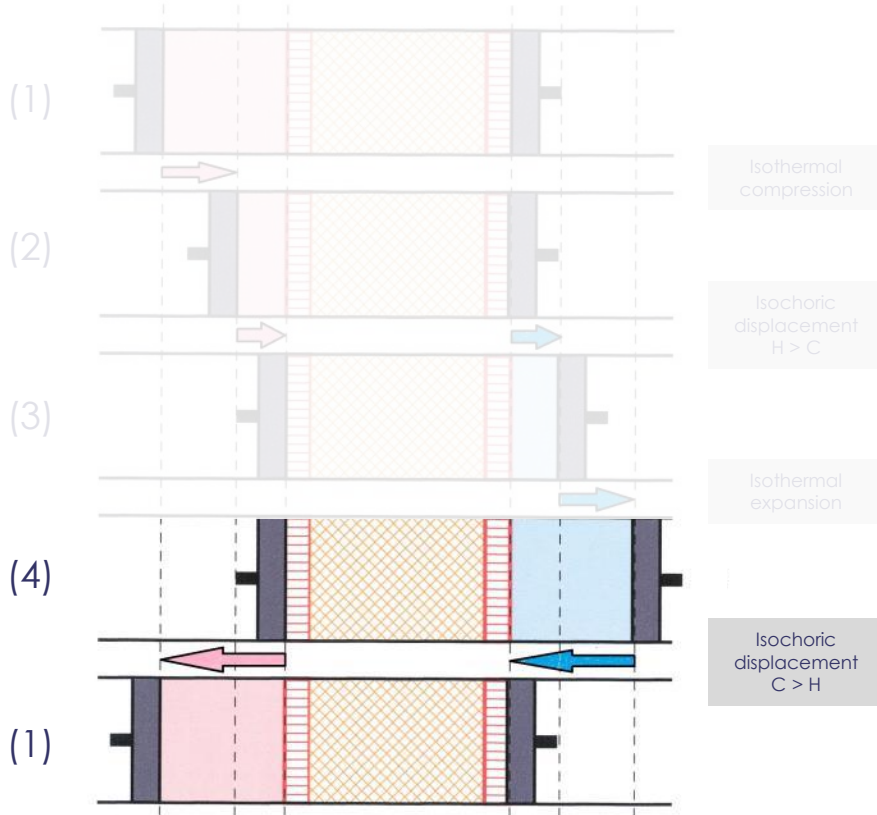 (1)
Isothermal
compression
(2)
Isochoric
displacement
H > C
(3)
Isothermal
expansion
(4)
Isochoric
displacement
C > H
(1)